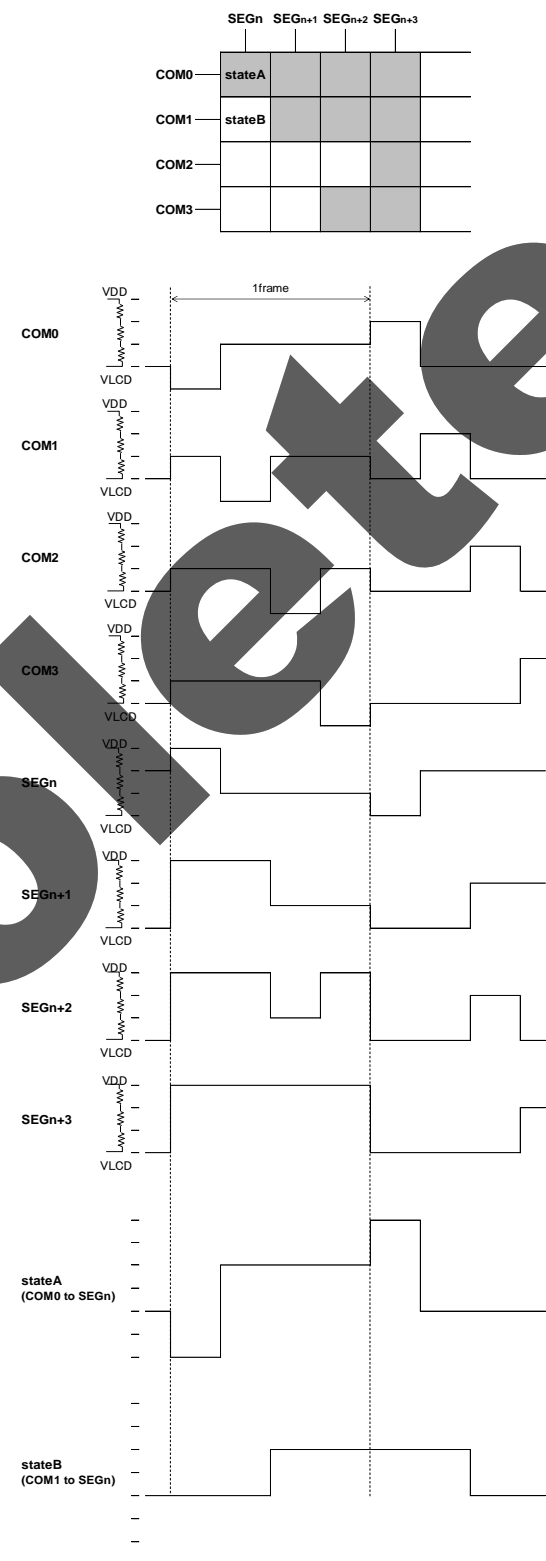 SEGn SEGn+1 SEGn+2 SEGn+3
COM0 stateA
COM1 stateB
COM2
COM3
1frame
VDD
COM0
VLCD
VDD
COM1
VLCD
VDD
COM2
VLCD
VDD
COM3
VLCD
VDD
SEGn
VLCD
VDD
SEGn+1
VLCD
VDD
SEGn+2
VLCD
VDD
SEGn+3
VLCD
stateA
(COM0 to SEGn)
stateB
(COM1 to SEGn)
olete